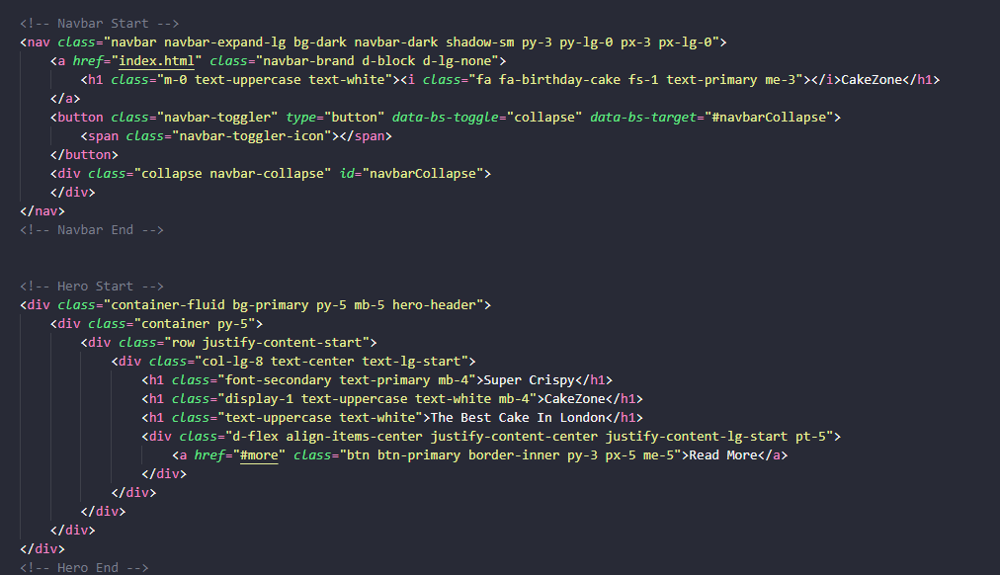 <!-- Navbar Start -->
<nav class="navbar navbar-expand-lg bg-dark navbar-dark shadow-sm py-3 py-lg-0 px-3 px-lg-0">
    <a href="index.html" class="navbar-brand d-block d-lg-none">
        <h1 class="m-0 text-uppercase text-white"><i class="fa fa-birthday-cake fs-1 text-primary me-3"></i>CakeZone</h1>
    </a>
    <button class="navbar-toggler" type="button" data-bs-toggle="collapse" data-bs-target="#navbarCollapse">
        <span class="navbar-toggler-icon"></span>
    </button>
    <div class="collapse navbar-collapse" id="navbarCollapse">
    </div>
</nav>
<!-- Navbar End -->
<!-- Hero Start -->
<div class="container-fluid bg-primary py-5 mb-5 hero-header">
    <div class="container py-5">
        <div class="row justify-content-start">
            <div class="col-lg-8 text-center text-lg-start">
                <h1 class="font-secondary text-primary mb-4">Super Crispy</h1>
                <h1 class="display-1 text-uppercase text-white mb-4">CakeZone</h1>
                <h1 class="text-uppercase text-white">The Best Cake In London</h1>
                <div class="d-flex align-items-center justify-content-center justify-content-lg-start pt-5">
                    <a href="#more" class="btn btn-primary border-inner py-3 px-5 me-5">Read More</a>
                </div>
            </div>
        </div>
    </div>
</div>
<!-- Hero End -->